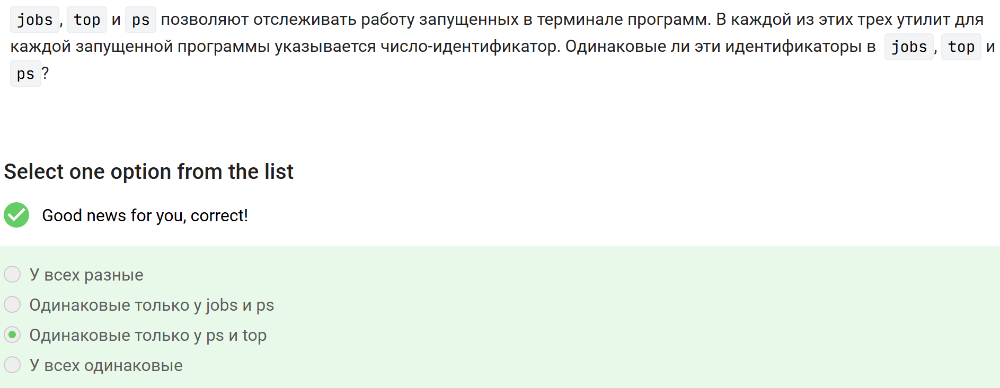 jobs, top и ps позволяют отслеживать работу запущенных в терминале программ. В каждой из этих трех утилит для
каждой запущенной программы указывается число-идентификатор. Одинаковые ли эти идентификаторы в jobs, top и
ps?
Select one option from the list
Good news for you, correct!
У всех разные
Одинаковые только у jobs и ps
Одинаковые только у ps и top
У всех одинаковые